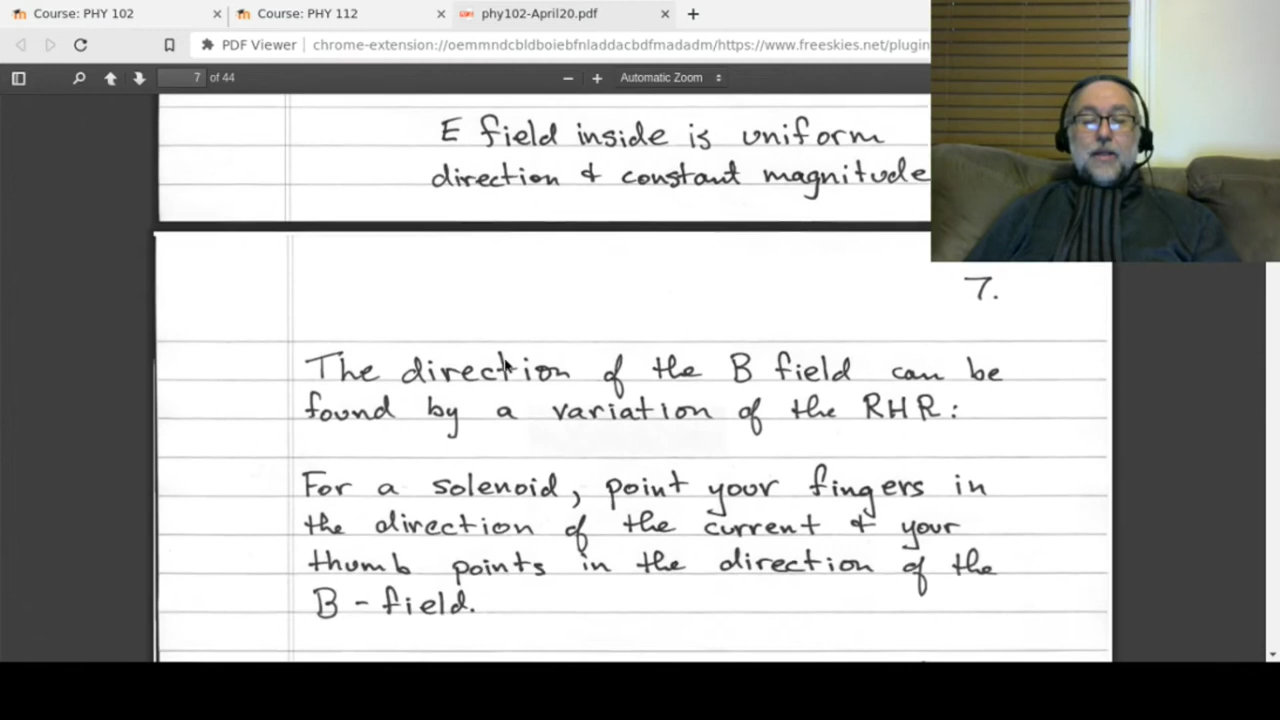 Course: PHY 102
Course: PHY 112
phy102-April20.pdf
PDF Viewer
chrome-extension://oemmndcbldboiebfnladdacbdfmadadm/https://www.freeskies.net/plugin
7 of 44
Automatic Zoom
E field inside is uniform
direction & constant magnitude
7.
The direction of the B field can be
found by a variation of the RHR:
For a solenoid, point your fingers in
the direction of the current & your
thumb points in the direction of the
B - field.